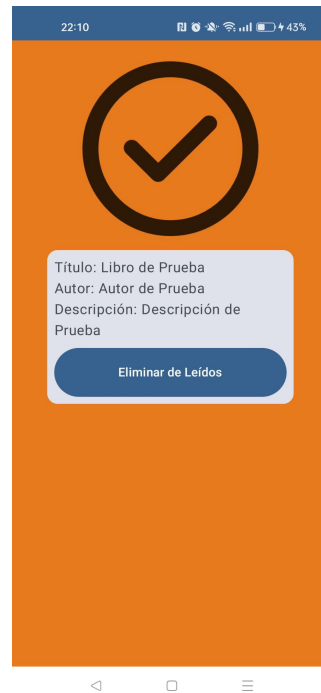 22:10 43%
Título: Libro de Prueba
Autor: Autor de Prueba
Descripción: Descripción de
Prueba
Eliminar de Leídos